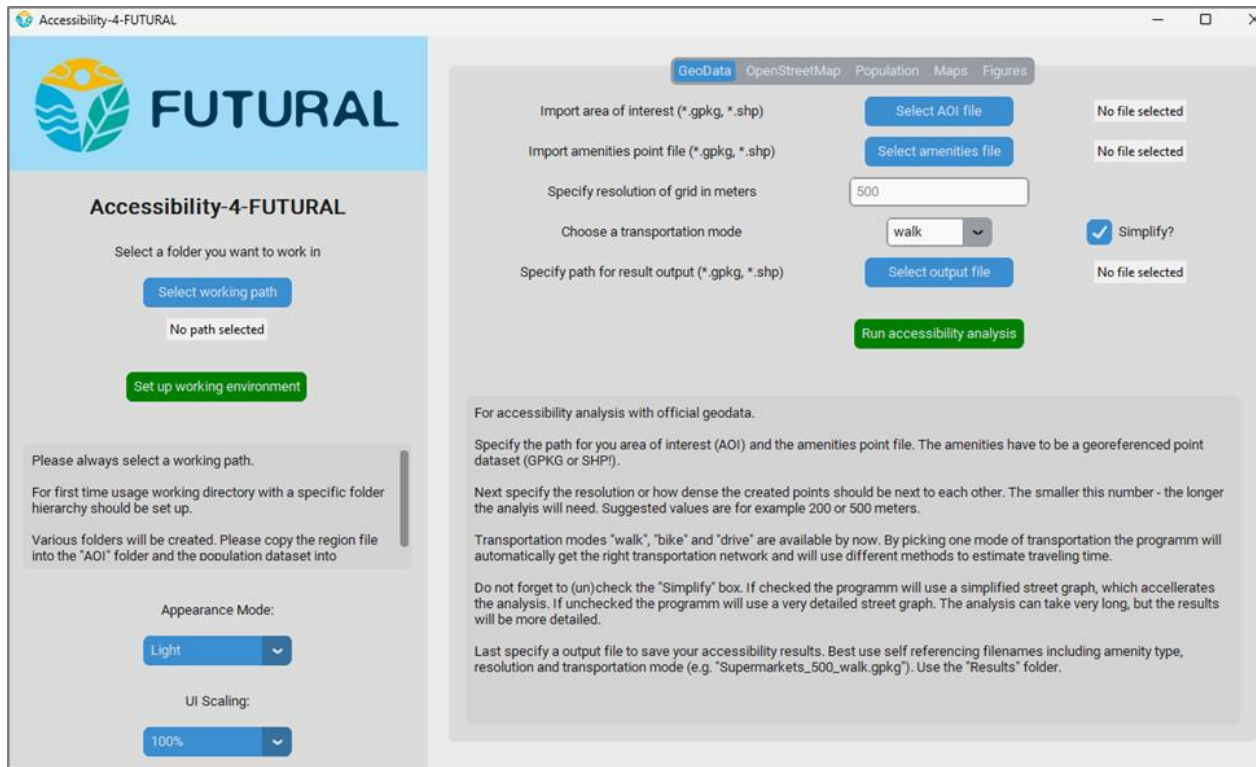 Accessibility-4-FUTURAL
FUTURAL
Accessibility-4-FUTURAL
Select a folder you want to work in
Select working path
No path selected
Set up working environment
Please always select a working path.
For first time usage working directory with a specific folder
hierarchy should be set up.
Various folders will be created. Please copy the region file
into the "AOI" folder and the population dataset into
Appearance Mode:
Light
UI Scaling:
100%
GeoData OpenStreetMap Population Maps Figures
Import area of interest (*.gpkg, *.shp) Select AOI file No file selected
Import amenities point file (*.gpkg, *.shp) Select amenities file No file selected
Specify resolution of grid in meters 500
Choose a transportation mode walk Simplify?
Specify path for result output (*.gpkg, *.shp) Select output file No file selected
Run accessibility analysis
For accessibility analysis with official geodata.
Specify the path for you area of interest (AOI) and the amenities point file. The amenities have to be a georeferenced point
dataset (GPKG or SHP!).
Next specify the resolution or how dense the created points should be next to each other. The smaller this number - the longer
the analyis will need. Suggested values are for example 200 or 500 meters.
Transportation modes "walk", "bike" and "drive" are available by now. By picking one mode of transportation the programm will
automatically get the right transportation network and will use different methods to estimate traveling time.
Do not forget to (un)check the "Simplify" box. If checked the programm will use a simplified street graph, which accellerates
the analysis. If unchecked the programm will use a very detailed street graph. The analysis can take very long, but the results
will be more detailed.
Last specify a output file to save your accessibility results. Best use self referencing filenames including amenity type,
resolution and transportation mode (e.g. "Supermarkets_500_walk.gpkg"). Use the "Results" folder.